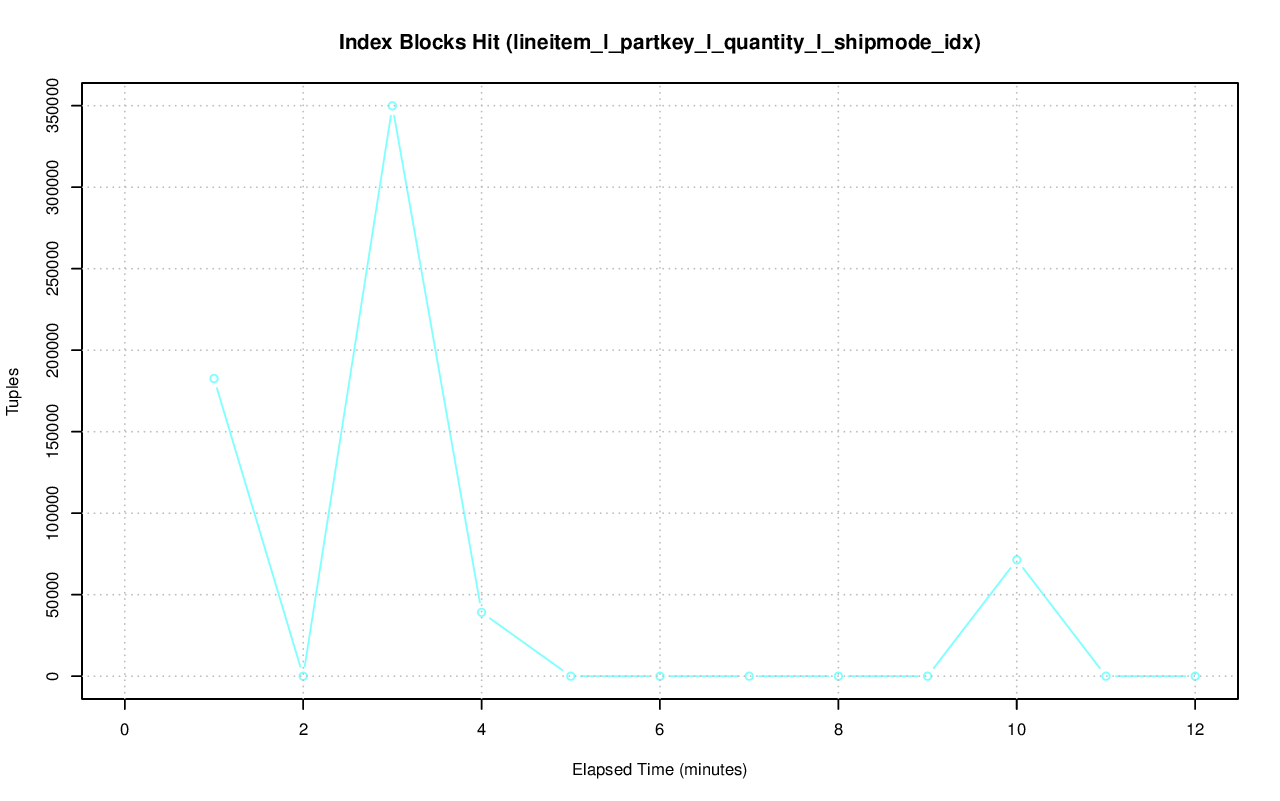 Index Blocks Hit (lineitem_l_partkey_l_quantity_l_shipmode_idx)
350000
300000
250000
200000
150000
100000
50000
0
Tuples
0 2 4 6 8 10 12
Elapsed Time (minutes)